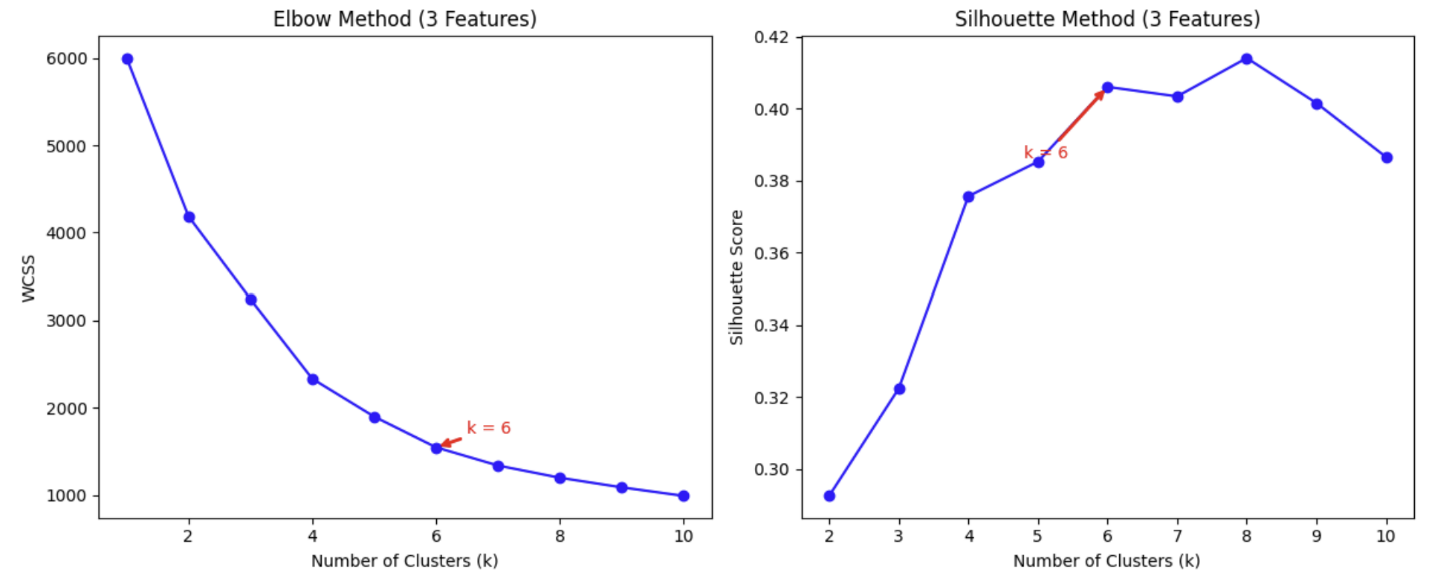 Elbow Method (3 Features)
WCSS
6000
5000
4000
3000
2000
1000
k = 6
2 4 6 8 10
Number of Clusters (k)
Silhouette Method (3 Features)
Silhouette Score
0.42
0.40
0.38
0.36
0.34
0.32
0.30
k = 6
2 3 4 5 6 7 8 9 10
Number of Clusters (k)